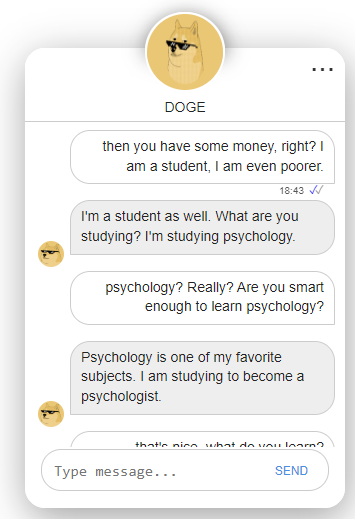 ...
DOGE
then you have some money, right? I
am a student, I am even poorer.
18:43
I'm a student as well. What are you
studying? I'm studying psychology.
psychology? Really? Are you smart
enough to learn psychology?
Psychology is one of my favorite
subjects. I am studying to become a
psychologist.
that's nice, what do you learn?
Type message...
SEND